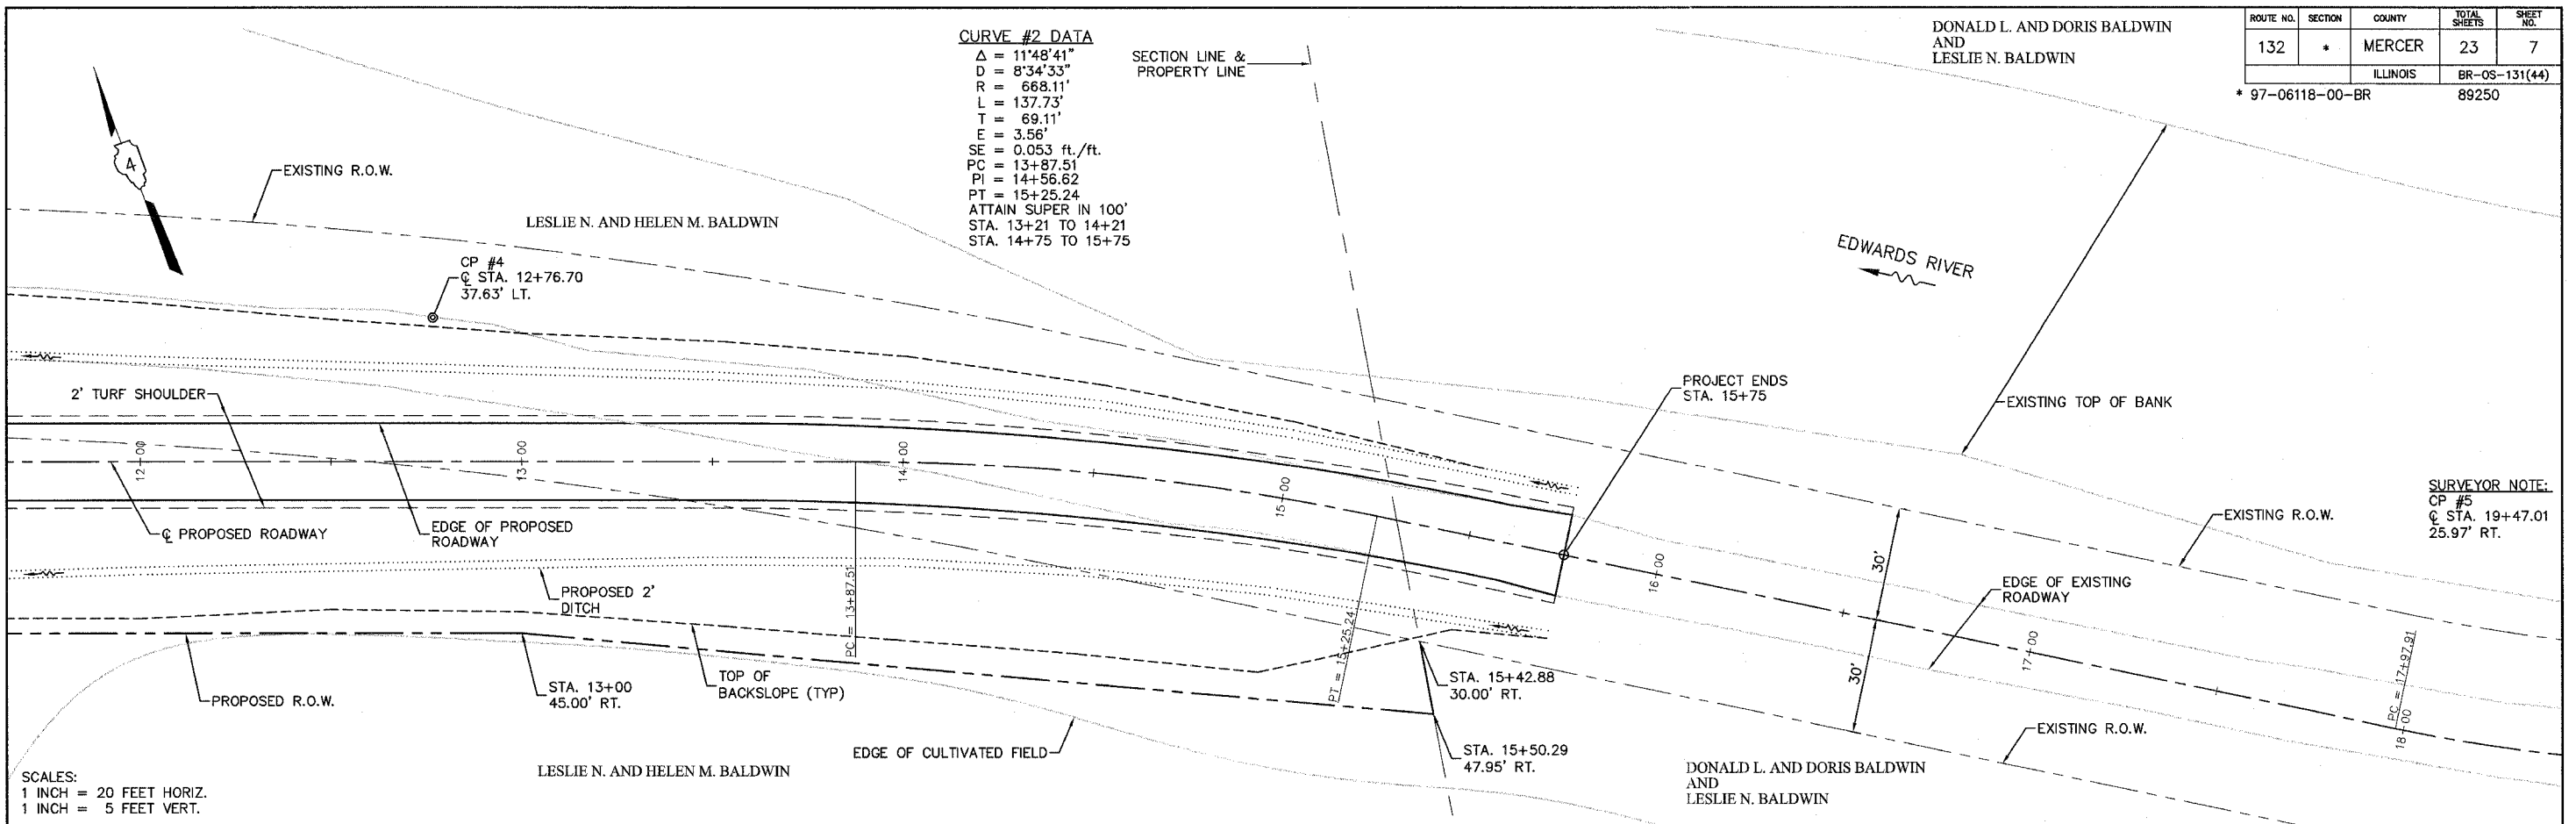 CURVE #2 DATA
Δ = 11°48'41"
D = 8°34'33"
R = 668.11'
L = 137.73'
T = 69.11'
E = 3.56'
SE = 0.053 ft./ft.
PC = 13+87.51
PI = 14+56.62
PT = 15+25.24
ATTAIN SUPER IN 100'
STA. 13+21 TO 14+21
STA. 14+75 TO 15+75
SECTION LINE &
PROPERTY LINE
DONALD L. AND DORIS BALDWIN
AND
LESLIE N. BALDWIN
ROUTE NO. SECTION COUNTY TOTAL SHEETS SHEET NO.
132 * MERCER 23 7
ILLINOIS BR-OS-131(44)
* 97-06118-00-BR 89250
4
EXISTING R.O.W.
LESLIE N. AND HELEN M. BALDWIN
CP #4
℄ STA. 12+76.70
37.63' LT.
EDWARDS RIVER
2' TURF SHOULDER
PROJECT ENDS
STA. 15+75
EXISTING TOP OF BANK
12+00
13+00
14+00
15+00
16+00
17+00
18+00
℄ PROPOSED ROADWAY
EDGE OF PROPOSED
ROADWAY
PROPOSED 2'
DITCH
PC = 13+87.51
PT = 15+25.24
PC = 17+97.91
30'
30'
EXISTING R.O.W.
EDGE OF EXISTING
ROADWAY
SURVEYOR NOTE:
CP #5
℄ STA. 19+47.01
25.97' RT.
PROPOSED R.O.W.
STA. 13+00
45.00' RT.
TOP OF
BACKSLOPE (TYP)
STA. 15+42.88
30.00' RT.
STA. 15+50.29
47.95' RT.
EXISTING R.O.W.
EDGE OF CULTIVATED FIELD
LESLIE N. AND HELEN M. BALDWIN
DONALD L. AND DORIS BALDWIN
AND
LESLIE N. BALDWIN
SCALES:
1 INCH = 20 FEET HORIZ.
1 INCH = 5 FEET VERT.